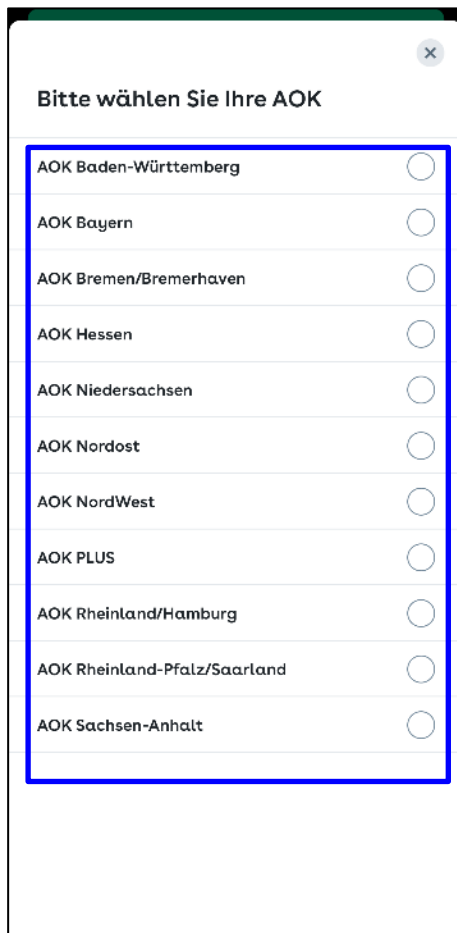 Bitte wählen Sie Ihre AOK
AOK Baden-Württemberg
AOK Bayern
AOK Bremen/Bremerhaven
AOK Hessen
AOK Niedersachsen
AOK Nordost
AOK NordWest
AOK PLUS
AOK Rheinland/Hamburg
AOK Rheinland-Pfalz/Saarland
AOK Sachsen-Anhalt